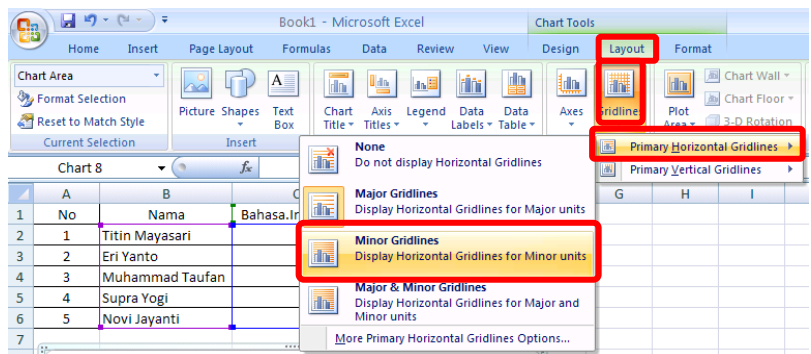 Book1 - Microsoft Excel
Chart Tools
Home Insert Page Layout Formulas Data Review View Design Layout Format
Chart Area
Format Selection
Reset to Match Style
Current Selection
Picture Shapes Text Box
Insert
Chart Title Axis Titles Legend Data Labels Data Table
Axes Gridlines
Plot Area
Chart Wall
Chart Floor
3-D Rotation
Chart 8
fx
None
Do not display Horizontal Gridlines
Major Gridlines
Display Horizontal Gridlines for Major units
Minor Gridlines
Display Horizontal Gridlines for Minor units
Major & Minor Gridlines
Display Horizontal Gridlines for Major and
Minor units
More Primary Horizontal Gridlines Options...
Primary Horizontal Gridlines
Primary Vertical Gridlines
A B C G H I
1 No Nama Bahasa.In
2 1 Titin Mayasari
3 2 Eri Yanto
4 3 Muhammad Taufan
5 4 Supra Yogi
6 5 Novi Jayanti
7